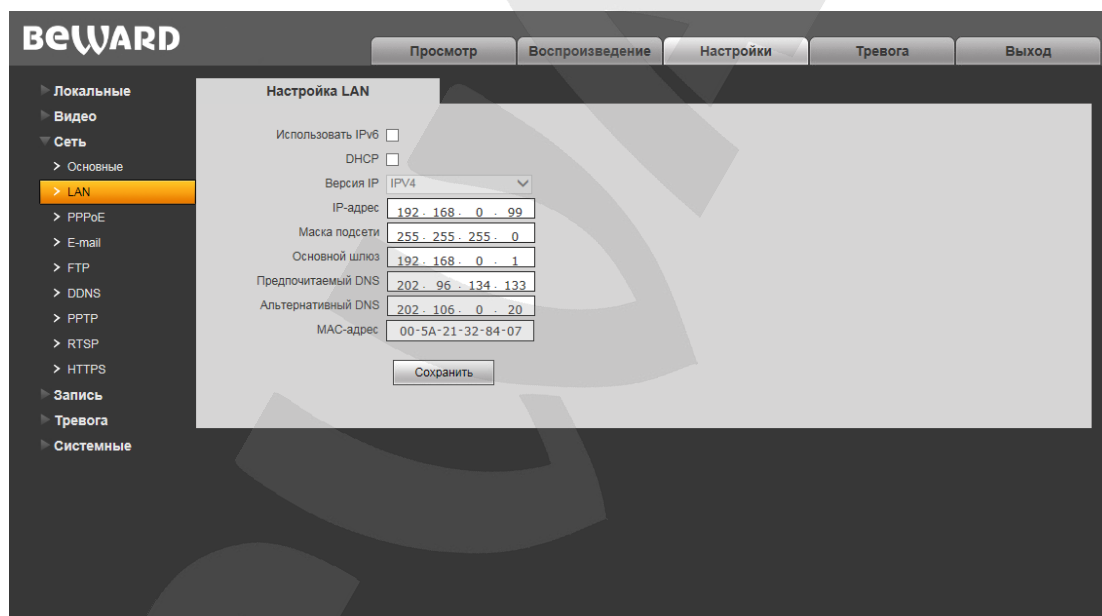 BEWARD
Просмотр Воспроизведение Настройки Тревога Выход
Локальные
Видео
Сеть
> Основные
> LAN
> PPPoE
> E-mail
> FTP
> DDNS
> PPTP
> RTSP
> HTTPS
Запись
Тревога
Системные
Настройка LAN
Использовать IPv6
DHCP
Версия IP IPV4
IP-адрес 192 . 168 . 0 . 99
Маска подсети 255 . 255 . 255 . 0
Основной шлюз 192 . 168 . 0 . 1
Предпочитаемый DNS 202 . 96 . 134 . 133
Альтернативный DNS 202 . 106 . 0 . 20
MAC-адрес 00-5A-21-32-84-07
Сохранить